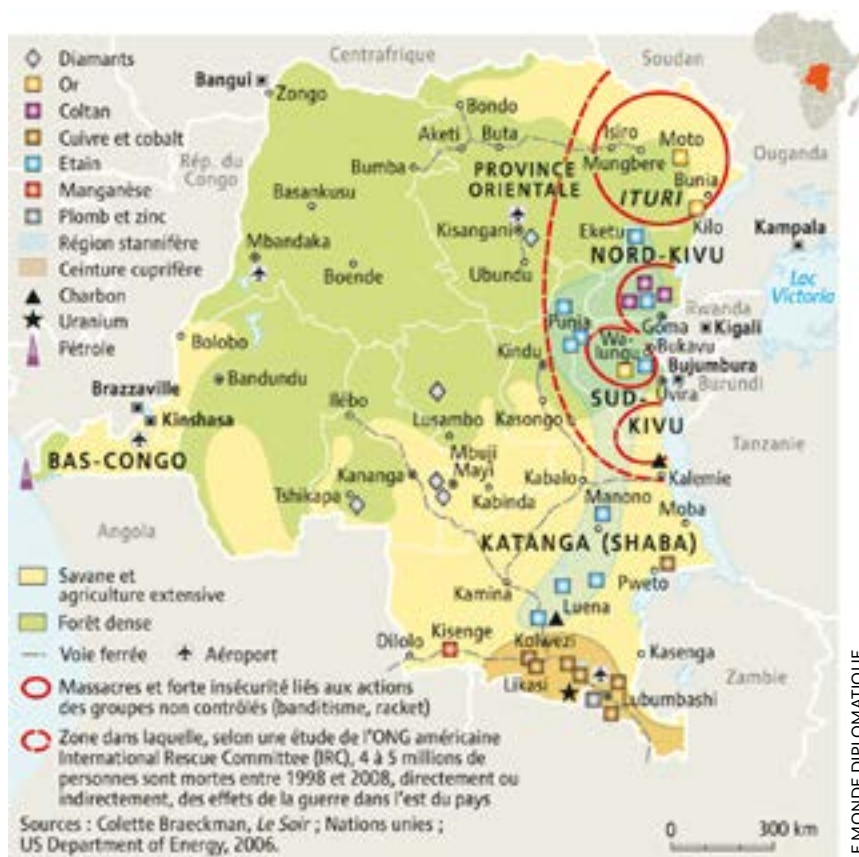 Diamants
Or
Coltan
Cuivre et cobalt
Etain
Manganèse
Plomb et zinc
Région stannifère
Ceinture cuprifère
Charbon
Uranium
Pétrole
Centrafrique
Soudan
Bangui
Zongo
Bondo
Aketi
Buta
Isiro
Moto
Rép. du
Congo
Bumba
PROVINCE
ORIENTALE
Mungbere
Ouganda
Bunia
ITURI
Basankusu
Kisangani
Eketu
Kilo
Kampala
Mbandaka
NORD-KIVU
Boende
Ubundu
Lac
Victoria
Rwanda
Bolobo
Punia
Goma
Kigali
Wa-
lungu
Bukavu
Kindu
Bujumbura
Brazzaville
Bandundu
Burundi
Uvira
SUD-
KIVU
Kinshasa
Ilébo
Lusambo
Kasongo
BAS-CONGO
Tanzanie
Mbuji
Mayi
Kananga
Kabalo
Kalemie
Tshikapa
Kabinda
Manono
Moba
Angola
KATANGA (SHABA)
Pweto
Kamina
Luena
Dilolo
Kisenge
Kolwezi
Kasenga
Likasi
Zambie
Lubumbashi
Savane et
agriculture extensive
Forêt dense
Voie ferrée Aéroport
Massacres et forte insécurité liés aux actions
des groupes non contrôlés (banditisme, racket)
Zone dans laquelle, selon une étude de l'ONG américaine
International Rescue Committee (IRC), 4 à 5 millions de
personnes sont mortes entre 1998 et 2008, directement ou
indirectement, des effets de la guerre dans l'est du pays
Sources : Colette Braeckman, Le Soir ; Nations unies ;
US Department of Energy, 2006.
0 300 km
MONDE DIPLOMATIQUE